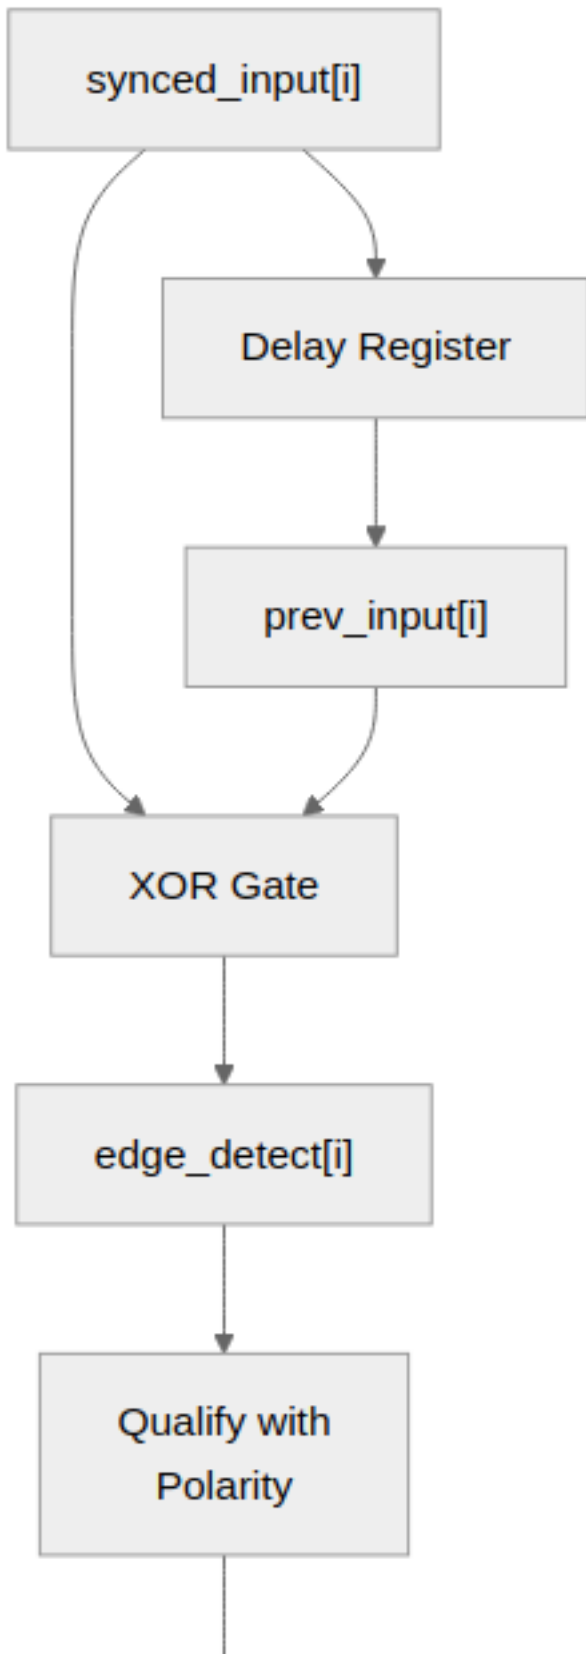 synced_input[i]
Delay Register
prev_input[i]
XOR Gate
edge_detect[i]
Qualify with
Polarity